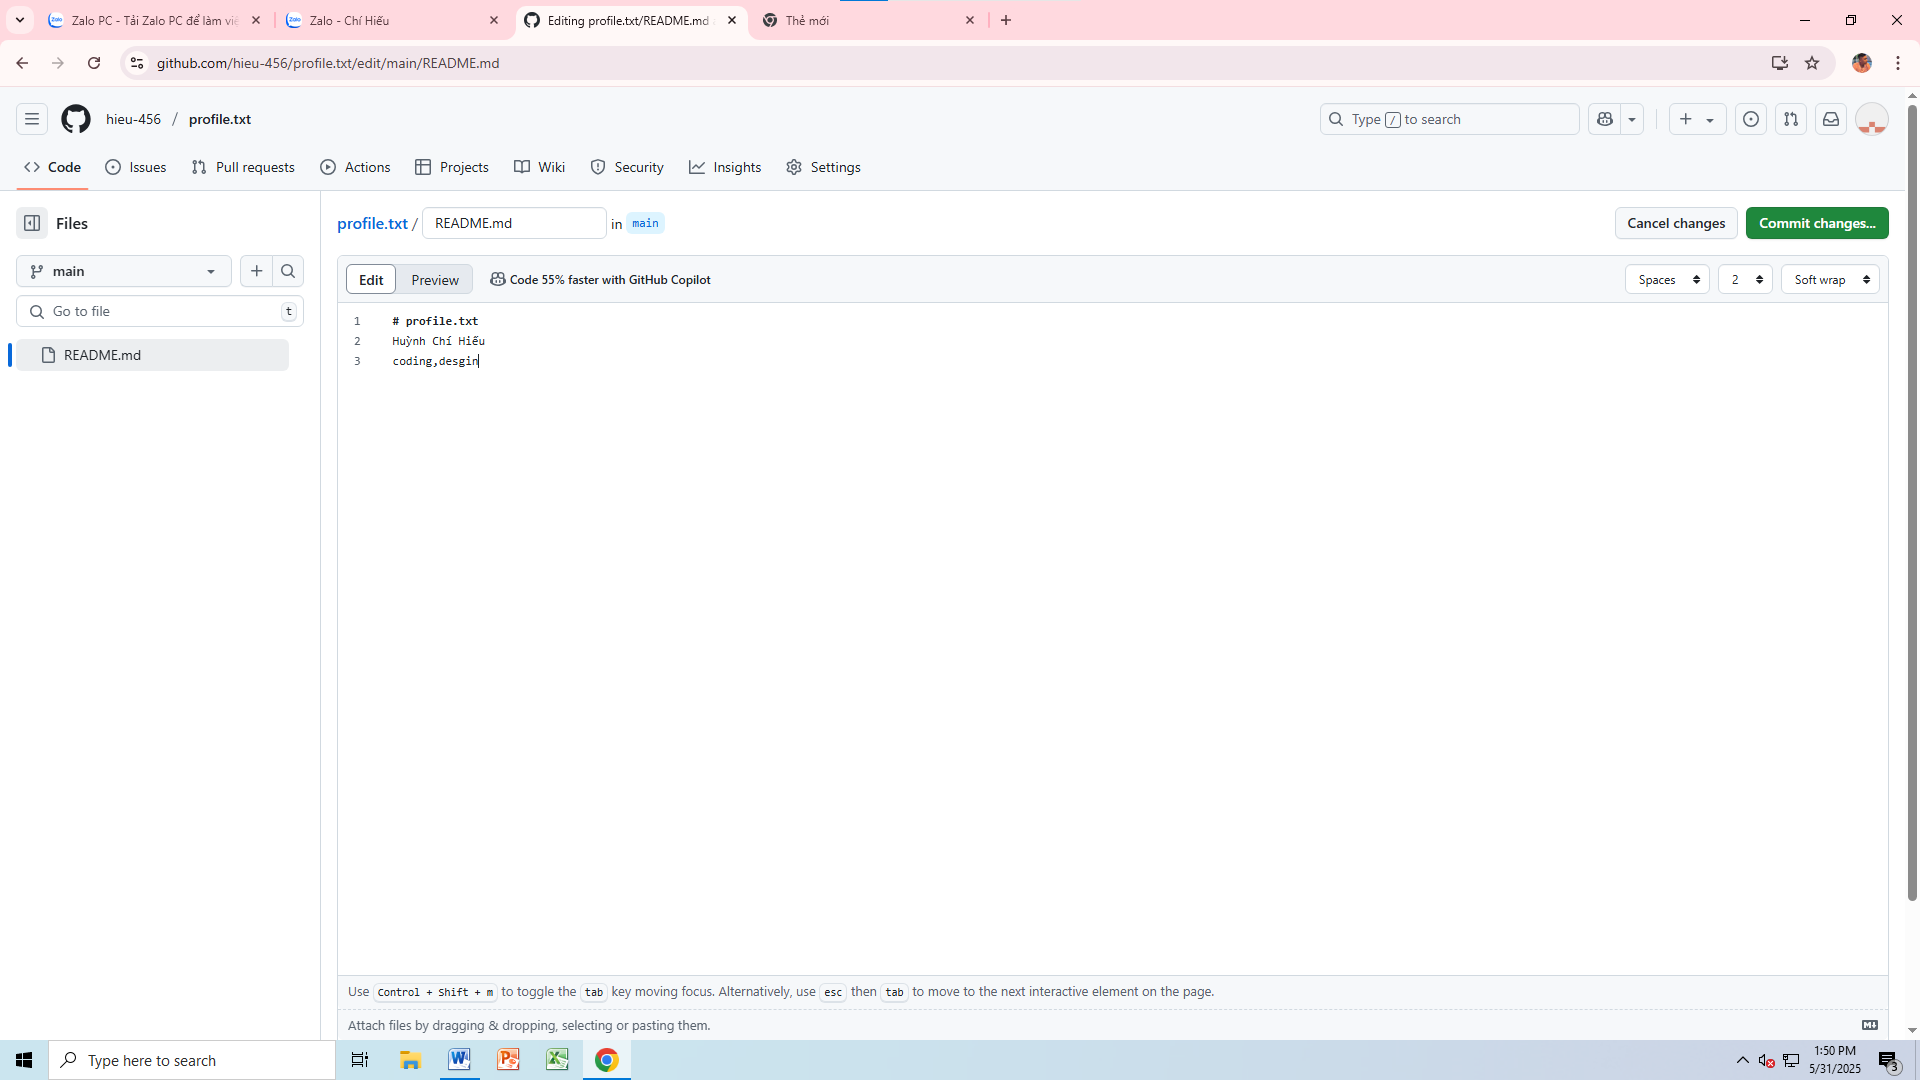 Zalo PC - Tải Zalo PC để làm việ
Zalo - Chí Hiếu
Editing profile.txt/README.md
Thẻ mới
github.com/hieu-456/profile.txt/edit/main/README.md
hieu-456 / profile.txt
Type / to search
Code
Issues
Pull requests
Actions
Projects
Wiki
Security
Insights
Settings
Files
profile.txt / README.md in main
Cancel changes
Commit changes...
main
Go to file
t
README.md
Edit
Preview
Code 55% faster with GitHub Copilot
Spaces
2
Soft wrap
1 # profile.txt
2 Huỳnh Chí Hiếu
3 coding,desgin
Use Control + Shift + m to toggle the tab key moving focus. Alternatively, use esc then tab to move to the next interactive element on the page.
Attach files by dragging & dropping, selecting or pasting them.
Type here to search
1:50 PM
5/31/2025
3